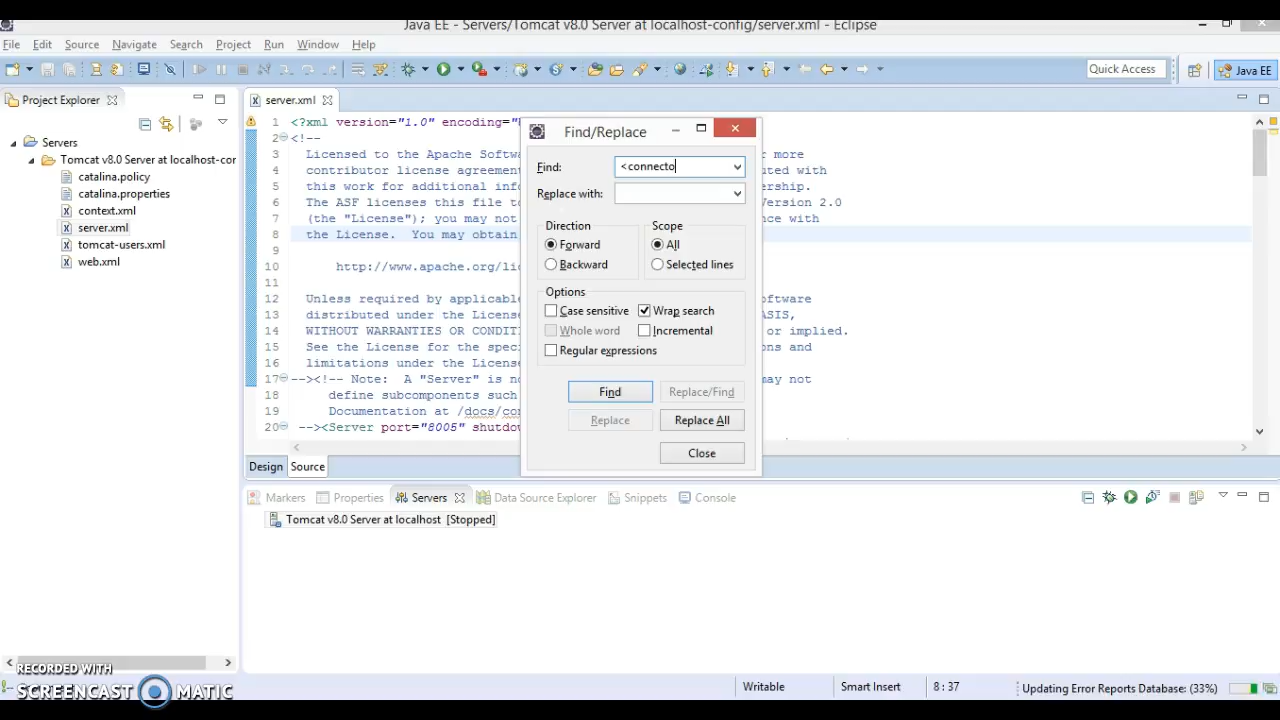 Java EE - Servers/Tomcat v8.0 Server at localhost-config/server.xml - Eclipse
File Edit Source Navigate Search Project Run Window Help
Quick Access Java EE
Project Explorer
Servers
Tomcat v8.0 Server at localhost-cor
catalina.policy
catalina.properties
context.xml
server.xml
tomcat-users.xml
web.xml
server.xml
1 <?xml version="1.0" encoding=
2 <!--
3 Licensed to the Apache Softw r more
4 contributor license agreemen uted with
5 this work for additional inf rship.
6 The ASF licenses this file t ersion 2.0
7 (the "License"); you may not nce with
8 the License. You may obtain
9
10 http://www.apache.org/lic
11
12 Unless required by applicabl oftware
13 distributed under the Licens ASIS,
14 WITHOUT WARRANTIES OR CONDIT or implied.
15 See the License for the spec ons and
16 limitations under the Licens
17 --><!-- Note: A "Server" is n may not
18 define subcomponents such
19 Documentation at /docs/con
20 --><Server port="8005" shutdow
Find/Replace
Find: <connecto
Replace with:
Direction
Forward
Backward
Scope
All
Selected lines
Options
Case sensitive Wrap search
Whole word Incremental
Regular expressions
Find Replace/Find
Replace Replace All
Close
Design Source
Markers Properties Servers Data Source Explorer Snippets Console
Tomcat v8.0 Server at localhost [Stopped]
RECORDED WITH
SCREENCAST MATIC
Writable Smart Insert 8 : 37 Updating Error Reports Database: (33%)